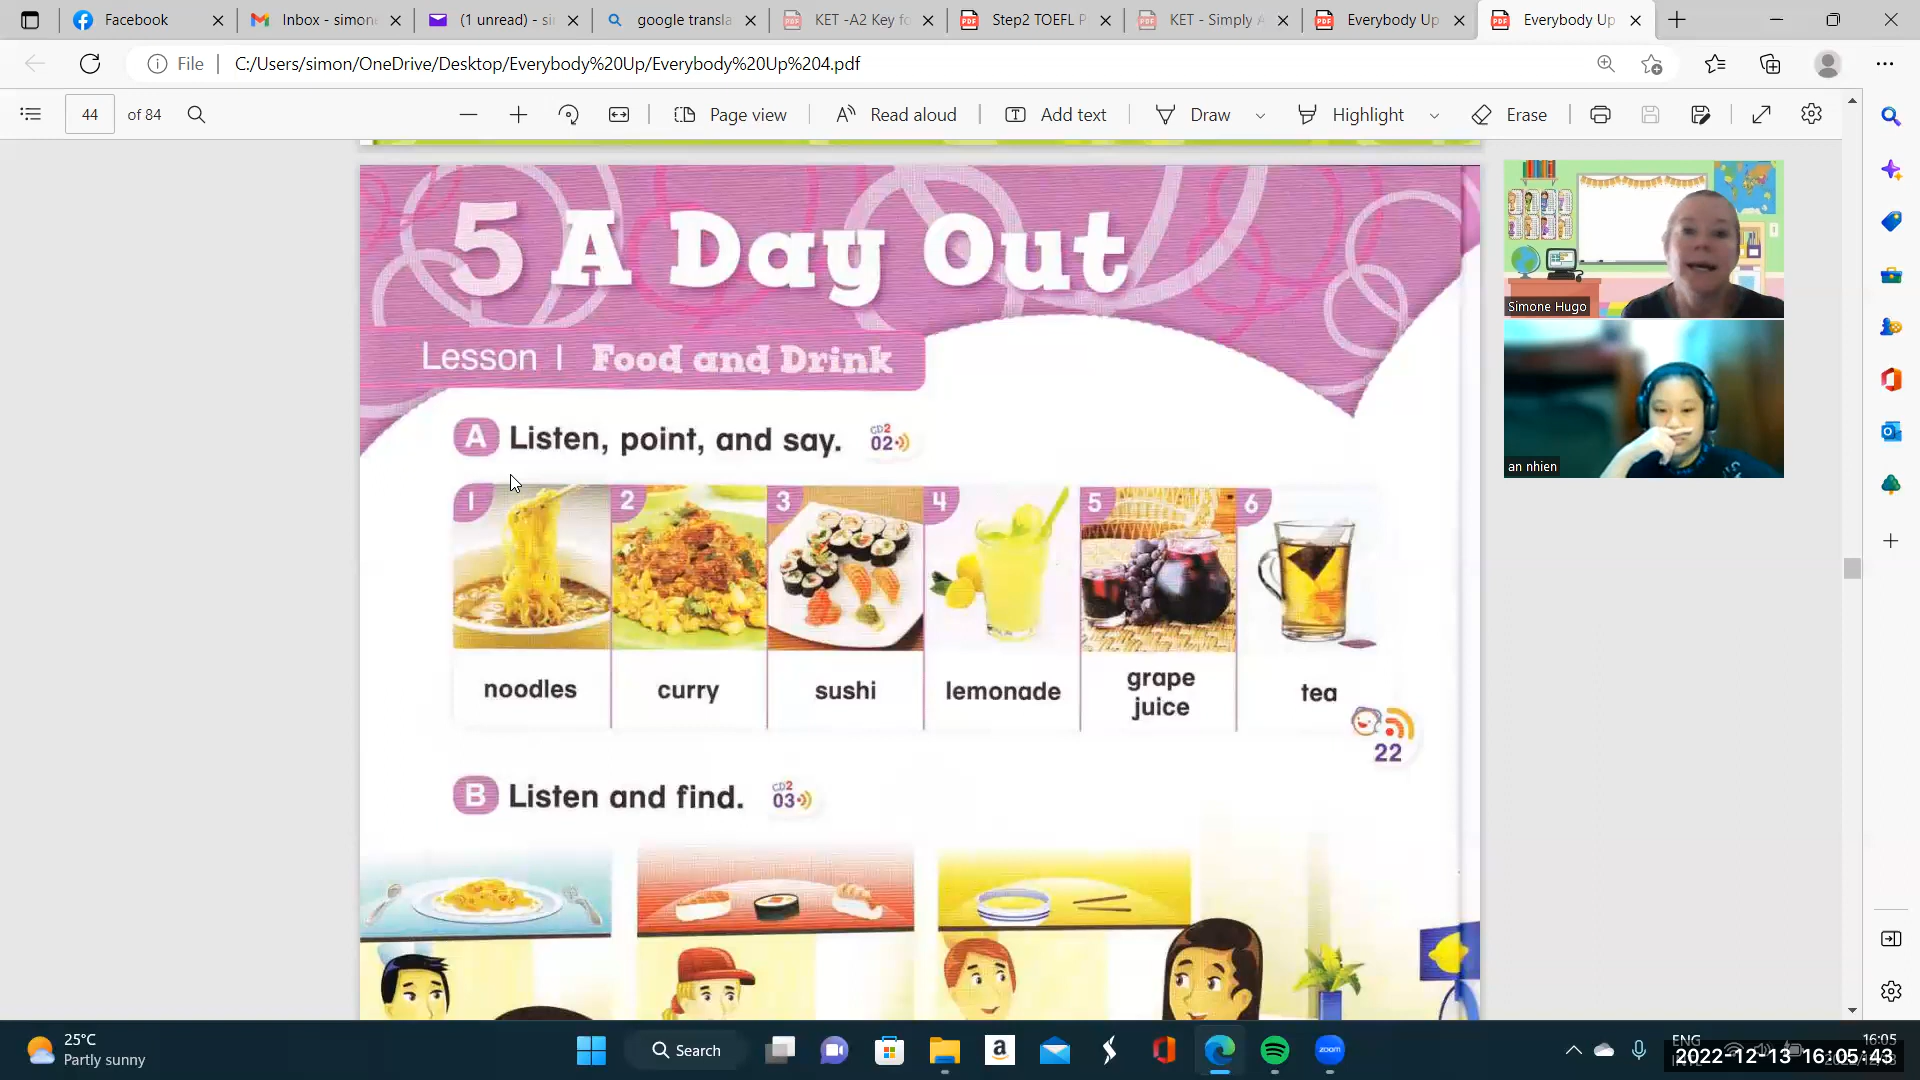 Facebook
Inbox - simon
(1 unread) - si
google transla
KET -A2 Key fo
Step2 TOEFL P
KET - Simply A
Everybody Up
Everybody Up
File
C:/Users/simon/OneDrive/Desktop/Everybody%20Up/Everybody%20Up%204.pdf
44
of 84
Page view
Read aloud
Add text
Draw
Highlight
Erase
5 A Day Out
Lesson 1 Food and Drink
A Listen, point, and say. CD2 02
1
2
3
4
5
6
noodles
curry
sushi
lemonade
grape juice
tea
22
B Listen and find. CD2 03
Simone Hugo
an nhien
25°C
Partly sunny
Search
zoom
ENG
16:05
2022-12-13 16:05:43